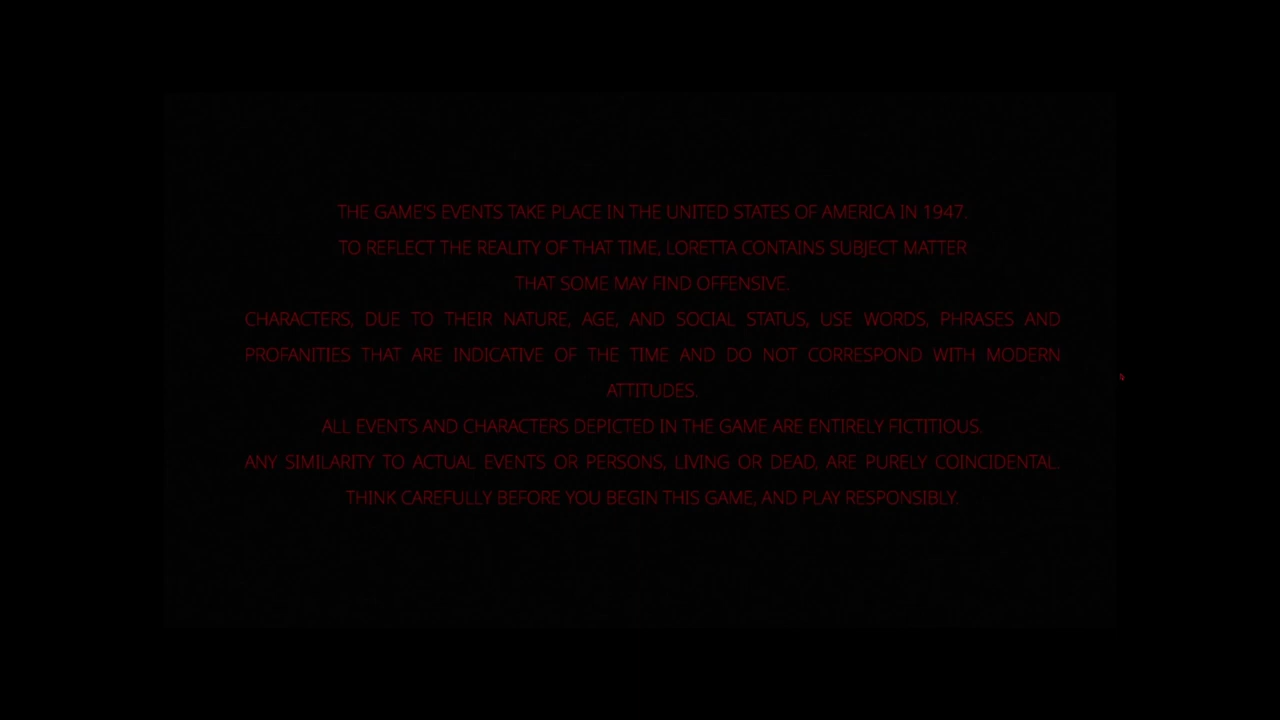 THE GAME'S EVENTS TAKE PLACE IN THE UNITED STATES OF AMERICA IN 1947.
TO REFLECT THE REALITY OF THAT TIME, LORETTA CONTAINS SUBJECT MATTER
THAT SOME MAY FIND OFFENSIVE.
CHARACTERS, DUE TO THEIR NATURE, AGE, AND SOCIAL STATUS, USE WORDS, PHRASES AND
PROFANITIES THAT ARE INDICATIVE OF THE TIME AND DO NOT CORRESPOND WITH MODERN
ATTITUDES.
ALL EVENTS AND CHARACTERS DEPICTED IN THE GAME ARE ENTIRELY FICTITIOUS.
ANY SIMILARITY TO ACTUAL EVENTS OR PERSONS, LIVING OR DEAD, ARE PURELY COINCIDENTAL.
THINK CAREFULLY BEFORE YOU BEGIN THIS GAME, AND PLAY RESPONSIBLY.